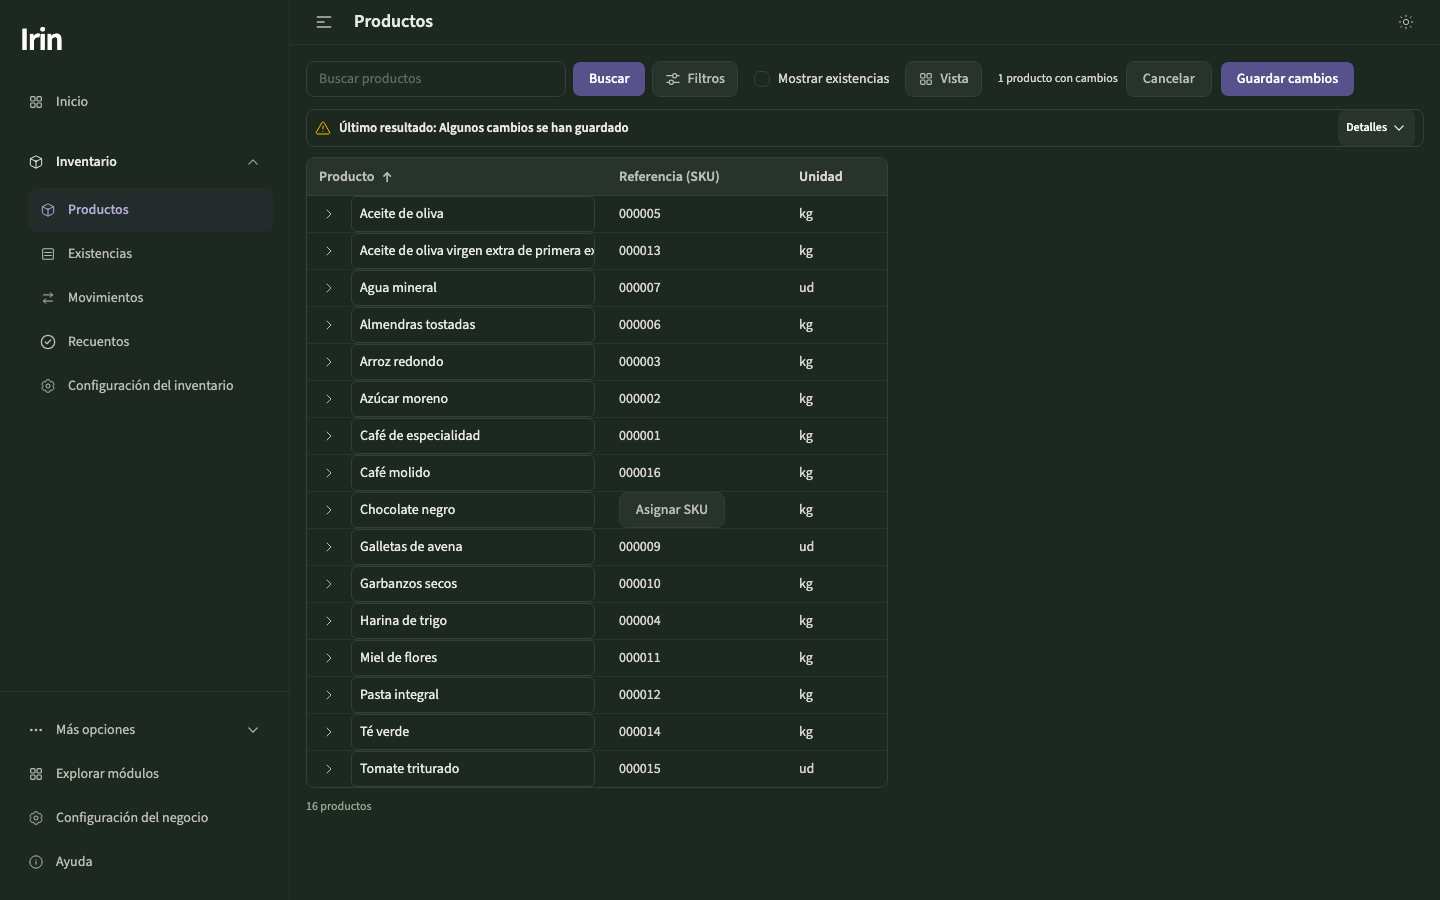 Irin
Productos
Inicio
Inventario
Productos
Existencias
Movimientos
Recuentos
Configuración del inventario
Más opciones
Explorar módulos
Configuración del negocio
Ayuda
Buscar productos Buscar Filtros Mostrar existencias Vista 1 producto con cambios Cancelar Guardar cambios
Último resultado: Algunos cambios se han guardado Detalles
Producto Referencia (SKU) Unidad
Aceite de oliva 000005 kg
Aceite de oliva virgen extra de primera ex 000013 kg
Agua mineral 000007 ud
Almendras tostadas 000006 kg
Arroz redondo 000003 kg
Azúcar moreno 000002 kg
Café de especialidad 000001 kg
Café molido 000016 kg
Chocolate negro Asignar SKU kg
Galletas de avena 000009 ud
Garbanzos secos 000010 kg
Harina de trigo 000004 kg
Miel de flores 000011 kg
Pasta integral 000012 kg
Té verde 000014 kg
Tomate triturado 000015 ud
16 productos